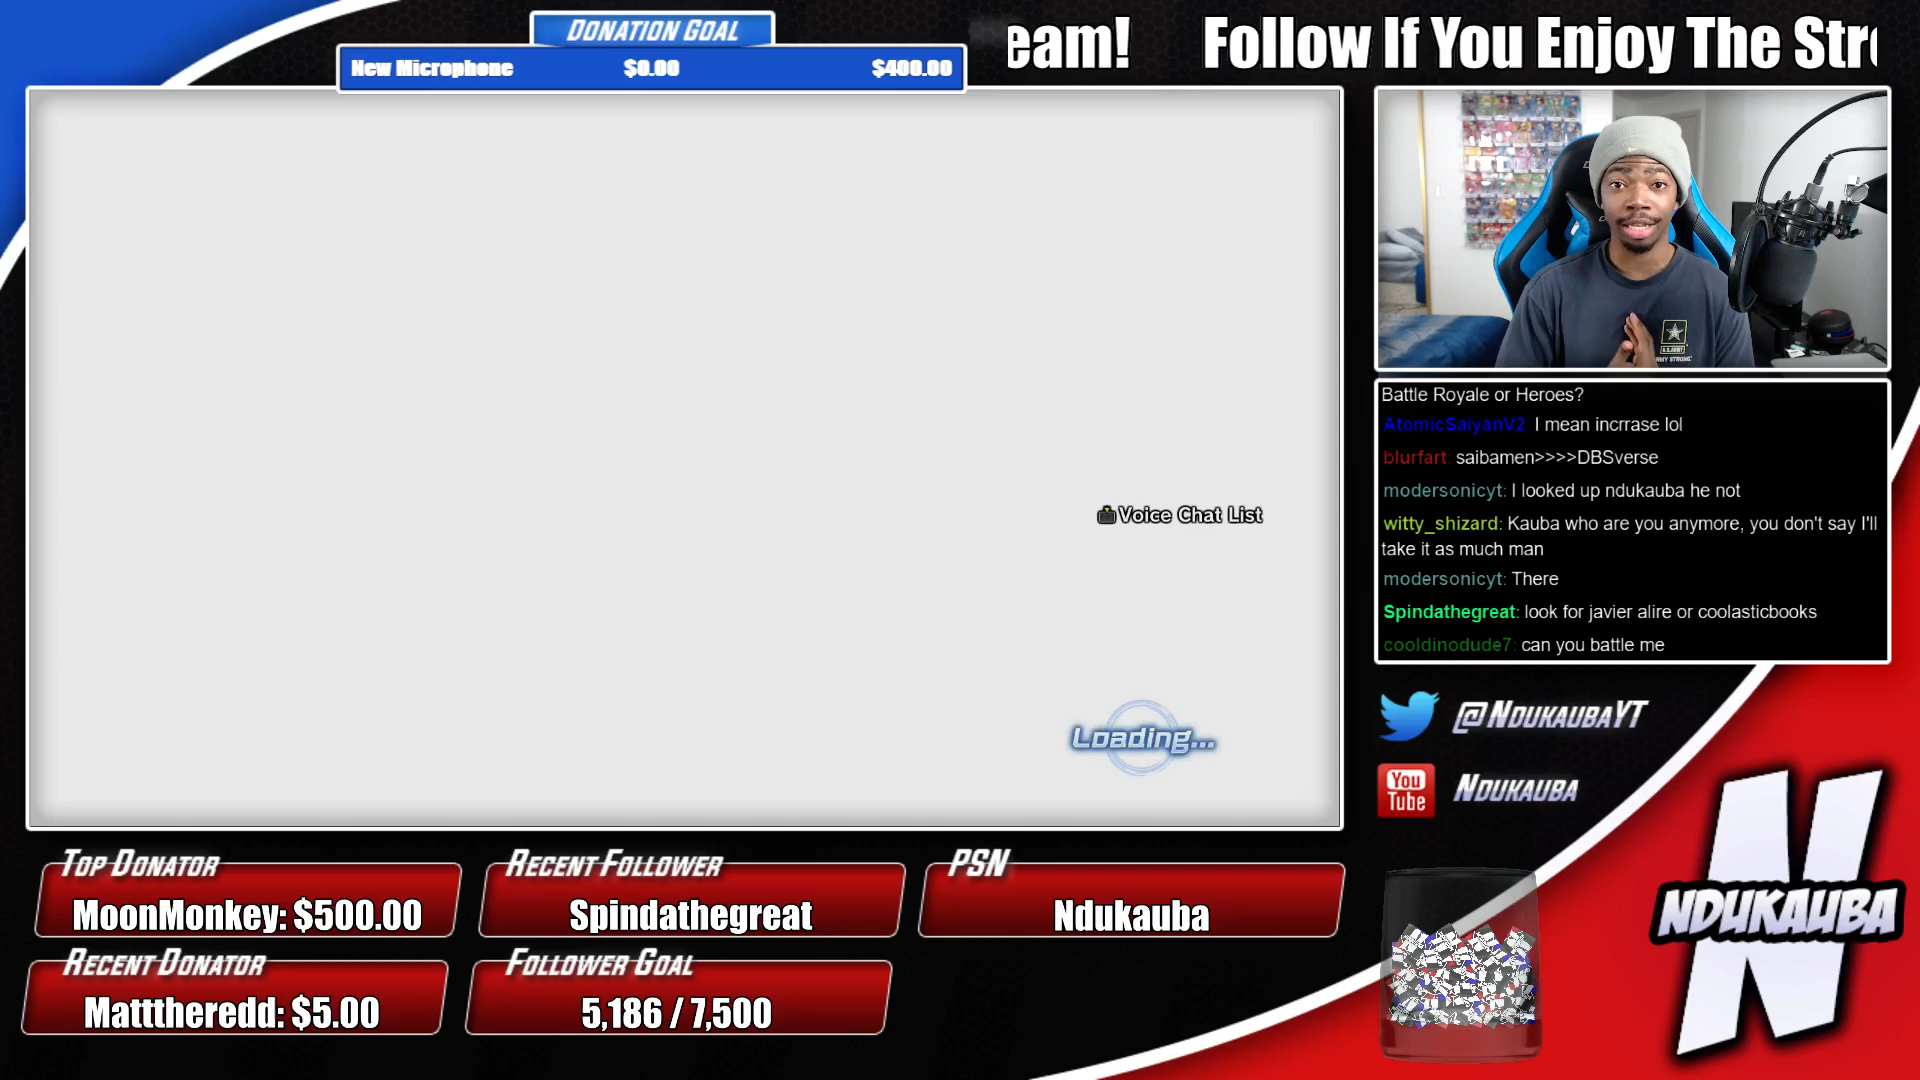 DONATION GOAL
New Microphone $0.00 $400.00
eam! Follow If You Enjoy The Stre
U.S.ARMY
ARMY STRONG
Battle Royale or Heroes?
AtomicSaiyanV2: I mean incrrase lol
blurfart: saibamen>>>>DBSverse
modersonicyt: I looked up ndukauba he not
witty_shizard: Kauba who are you anymore, you don't say I'll
take it as much man
modersonicyt: There
Spindathegreat: look for javier alire or coolasticbooks
cooldinodude7: can you battle me
Voice Chat List
Loading...
@NDUKAUBAYT
You
Tube
NDUKAUBA
TOP DONATOR
MoonMonkey: $500.00
RECENT FOLLOWER
Spindathegreat
PSN
Ndukauba
RECENT DONATOR
Matttheredd: $5.00
FOLLOWER GOAL
5,186 / 7,500
N
NDUKAUBA